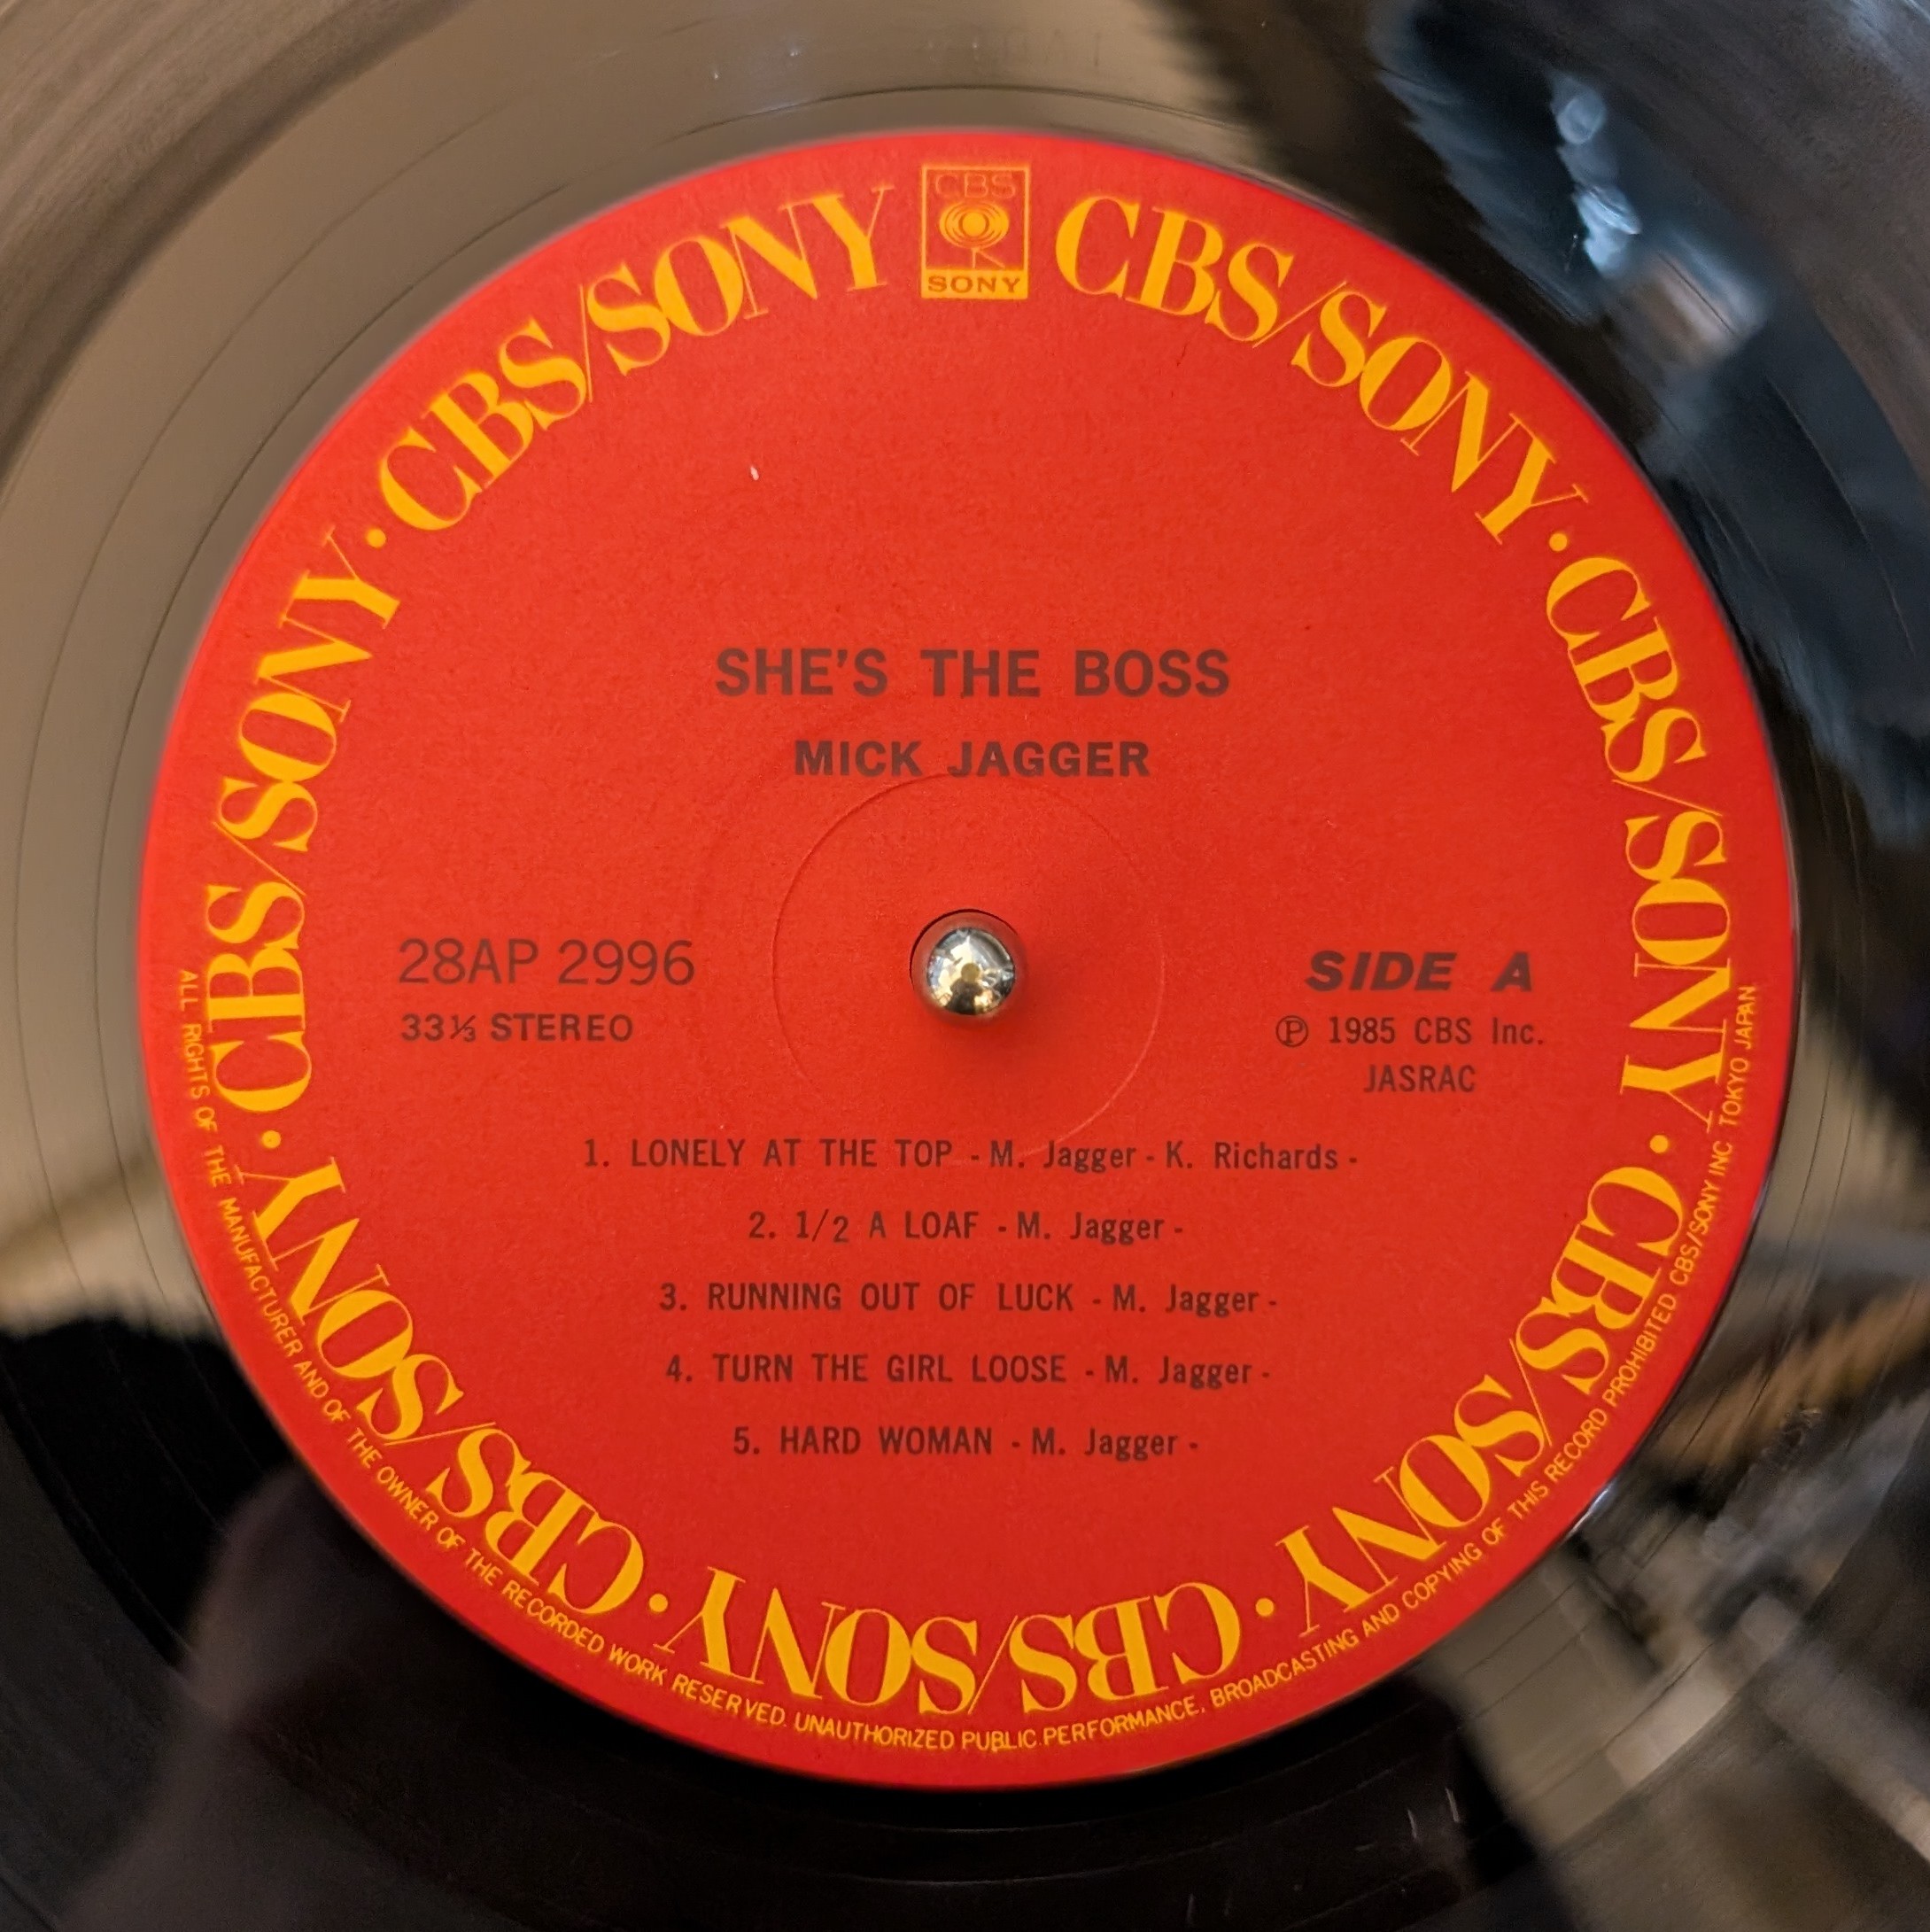 CBS
SONY
CBS/SONY · CBS/SONY · CBS/SONY · CBS/SONY · CBS/SONY · CBS/SONY · CBS/SONY
SHE'S THE BOSS
MICK JAGGER
28AP 2996
33⅓ STEREO
SIDE A
Ⓟ 1985 CBS Inc.
JASRAC
1. LONELY AT THE TOP - M. Jagger - K. Richards -
2. 1/2 A LOAF - M. Jagger -
3. RUNNING OUT OF LUCK - M. Jagger -
4. TURN THE GIRL LOOSE - M. Jagger -
5. HARD WOMAN - M. Jagger -
ALL RIGHTS OF THE MANUFACTURER AND OF THE OWNER OF THE RECORDED WORK RESERVED. UNAUTHORIZED PUBLIC PERFORMANCE, BROADCASTING AND COPYING OF THIS RECORD PROHIBITED CBS/SONY INC. TOKYO JAPAN